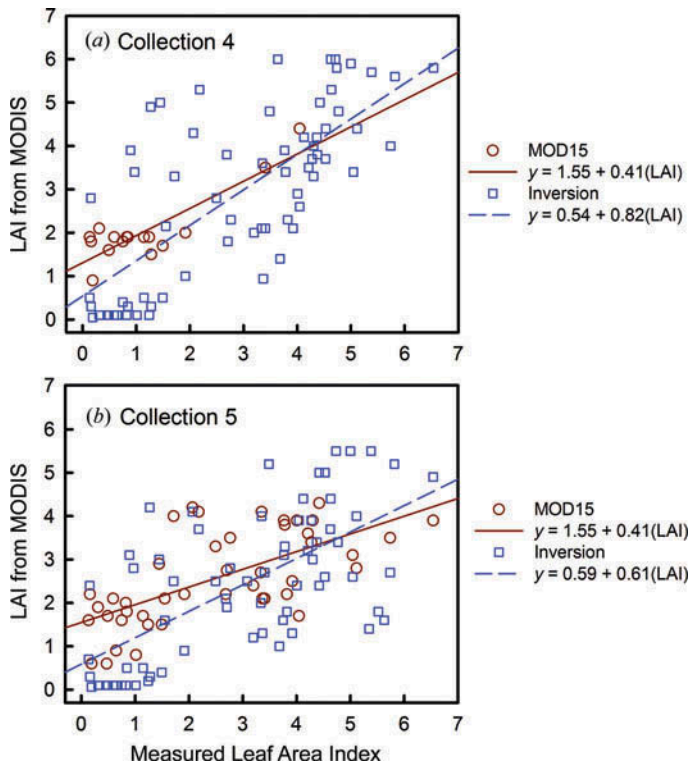 7
(a) Collection 4
6
5
4
3
2
1
0
LAI from MODIS
0 1 2 3 4 5 6 7
MOD15
y = 1.55 + 0.41(LAI)
Inversion
y = 0.54 + 0.82(LAI)
7
(b) Collection 5
6
5
4
3
2
1
0
LAI from MODIS
0 1 2 3 4 5 6 7
Measured Leaf Area Index
MOD15
y = 1.55 + 0.41(LAI)
Inversion
y = 0.59 + 0.61(LAI)